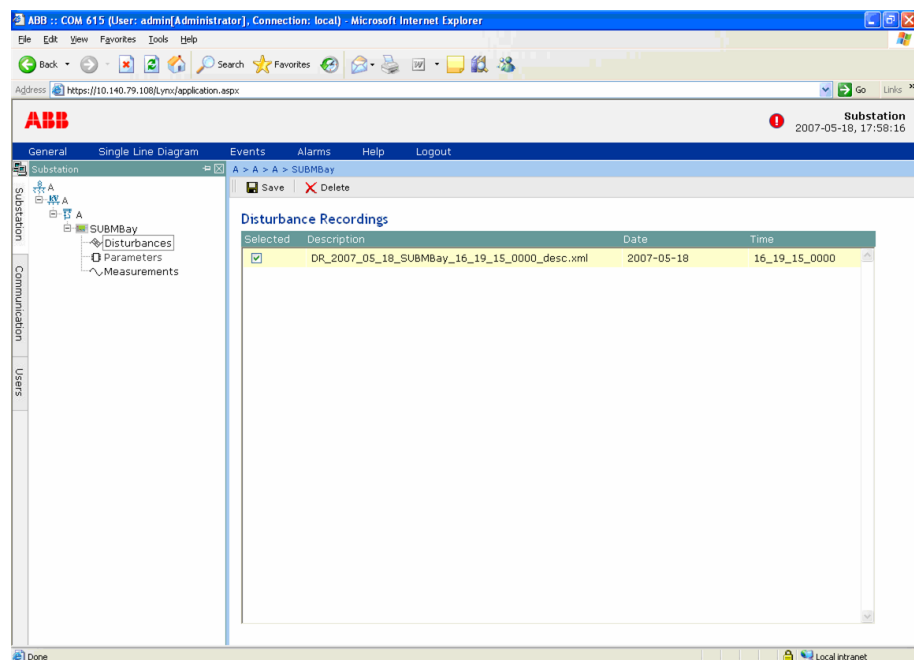 ABB :: COM 615 (User: admin[Administrator], Connection: local) - Microsoft Internet Explorer
File Edit View Favorites Tools Help
Back Search Favorites
Address https://10.140.79.108/Lynx/application.aspx Go Links »
ABB
Substation
2007-05-18, 17:58:16
General Single Line Diagram Events Alarms Help Logout
Substation
A > A > A > SUBMBay
Save Delete
Substation
Communication
Users
A
A
A
SUBMBay
Disturbances
Parameters
Measurements
Disturbance Recordings
Selected Description Date Time
DR_2007_05_18_SUBMBay_16_19_15_0000_desc.xml 2007-05-18 16_19_15_0000
Done Local intranet